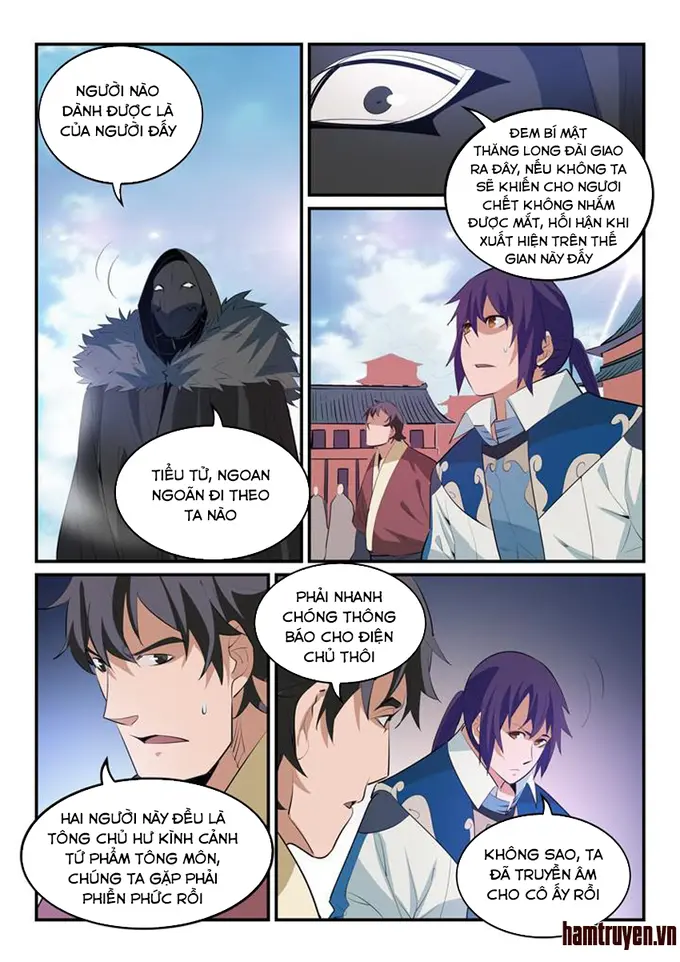 NGƯỜI NÀO
DÀNH ĐƯỢC LÀ
CỦA NGƯỜI ĐẤY
ĐEM BÍ MẬT
THĂNG LONG ĐÀI GIAO
RA ĐÂY, NẾU KHÔNG TA
SẼ KHIẾN CHO NGƯƠI
CHẾT KHÔNG NHẮM
ĐƯỢC MẮT, HỐI HẬN KHI
XUẤT HIỆN TRÊN THẾ
GIAN NÀY ĐẤY
TIỂU TỬ, NGOAN
NGOÃN ĐI THEO
TA NÀO
PHẢI NHANH
CHÓNG THÔNG
BÁO CHO ĐIỆN
CHỦ THÔI
HAI NGƯỜI NÀY ĐỀU LÀ
TÔNG CHỦ HƯ KÌNH CẢNH
TỨ PHẨM TÔNG MÔN,
CHÚNG TA GẶP PHẢI
PHIỀN PHỨC RỒI
KHÔNG SAO, TA
ĐÃ TRUYỀN ÂM
CHO CÔ ẤY RỒI
hamtruyen.vn